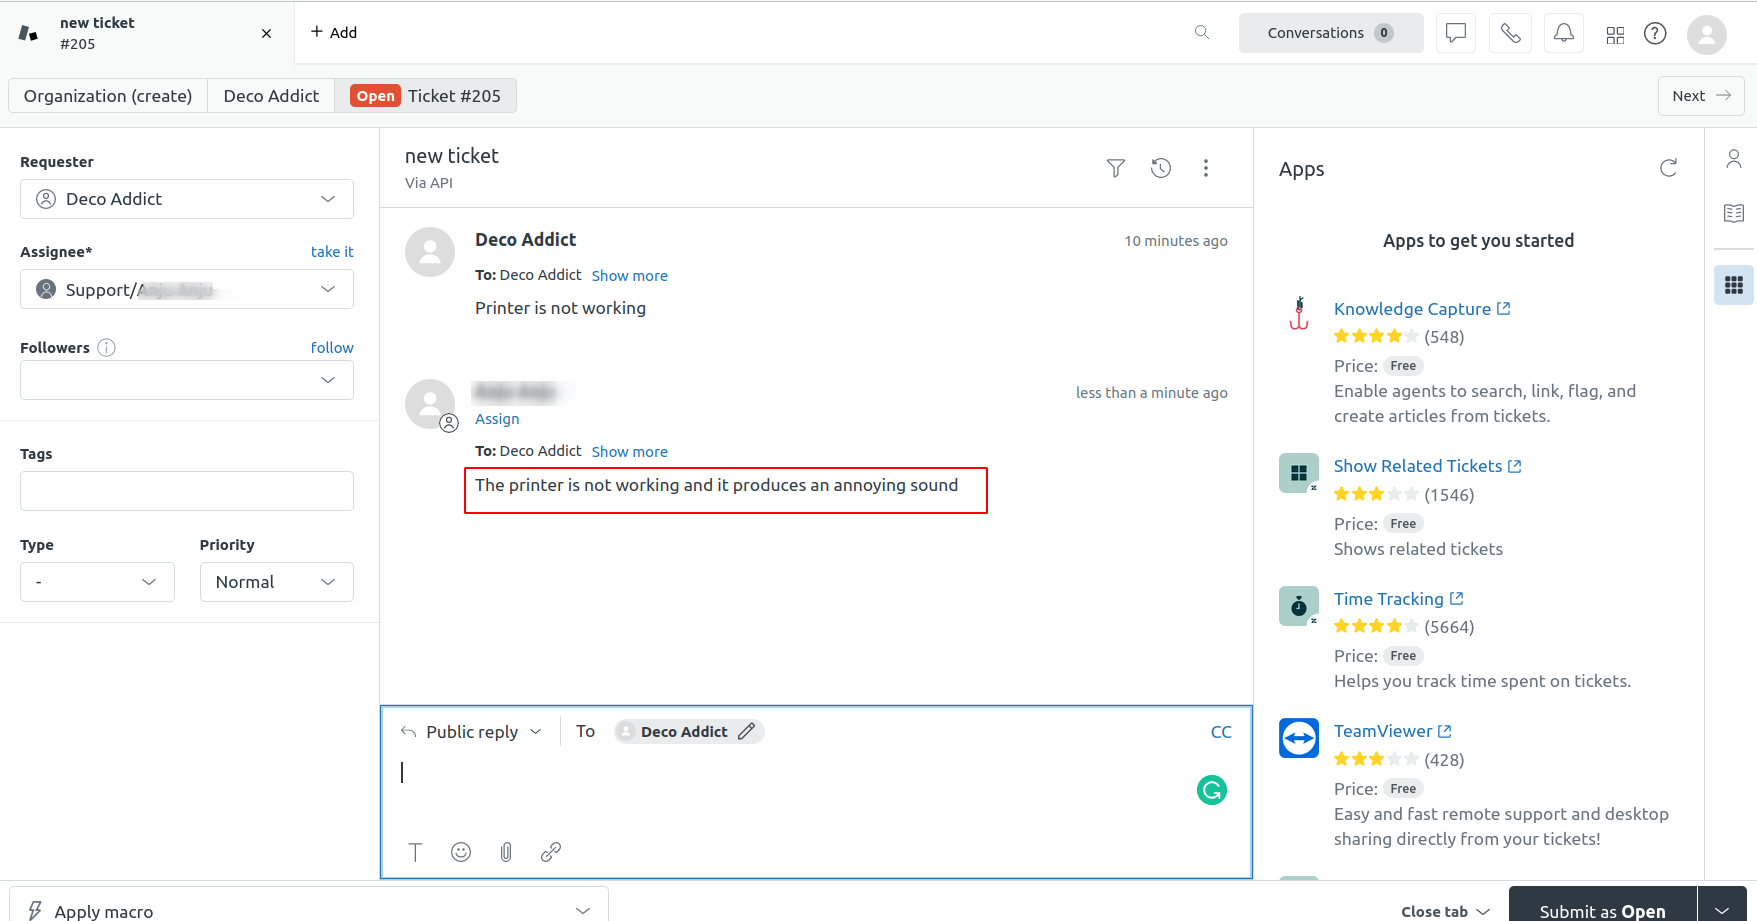 new ticket
#205
Add
Conversations 0
Organization (create)
Deco Addict
Open Ticket #205
Next
Requester
Deco Addict
Assignee*
take it
Support/
Followers
follow
Tags
Type
Priority
-
Normal
new ticket
Via API
Deco Addict
10 minutes ago
To: Deco Addict Show more
Printer is not working
less than a minute ago
Assign
To: Deco Addict Show more
The printer is not working and it produces an annoying sound
Public reply
To
Deco Addict
CC
Apps
Apps to get you started
Knowledge Capture
(548)
Price: Free
Enable agents to search, link, flag, and
create articles from tickets.
Show Related Tickets
(1546)
Price: Free
Shows related tickets
Time Tracking
(5664)
Price: Free
Helps you track time spent on tickets.
TeamViewer
(428)
Price: Free
Easy and fast remote support and desktop
sharing directly from your tickets!
Apply macro
Close tab
Submit as Open